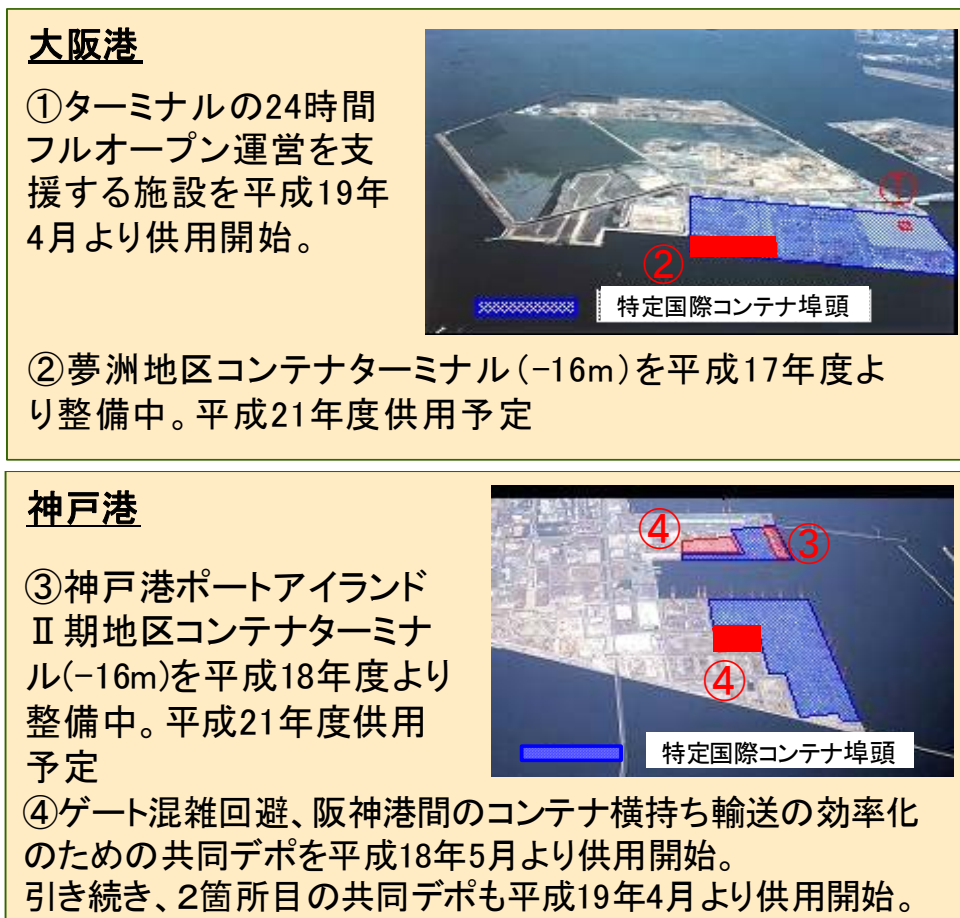 大阪港
①ターミナルの24時間
フルオープン運営を支
援する施設を平成19年
4月より供用開始。
①
②
特定国際コンテナ埠頭
②夢洲地区コンテナターミナル(-16m)を平成17年度よ
り整備中。平成21年度供用予定
神戸港
③神戸港ポートアイランド
Ⅱ期地区コンテナターミナ
ル(-16m)を平成18年度より
整備中。平成21年度供用
予定
④
③
④
特定国際コンテナ埠頭
④ゲート混雑回避、阪神港間のコンテナ横持ち輸送の効率化
のための共同デポを平成18年5月より供用開始。
引き続き、2箇所目の共同デポも平成19年4月より供用開始。